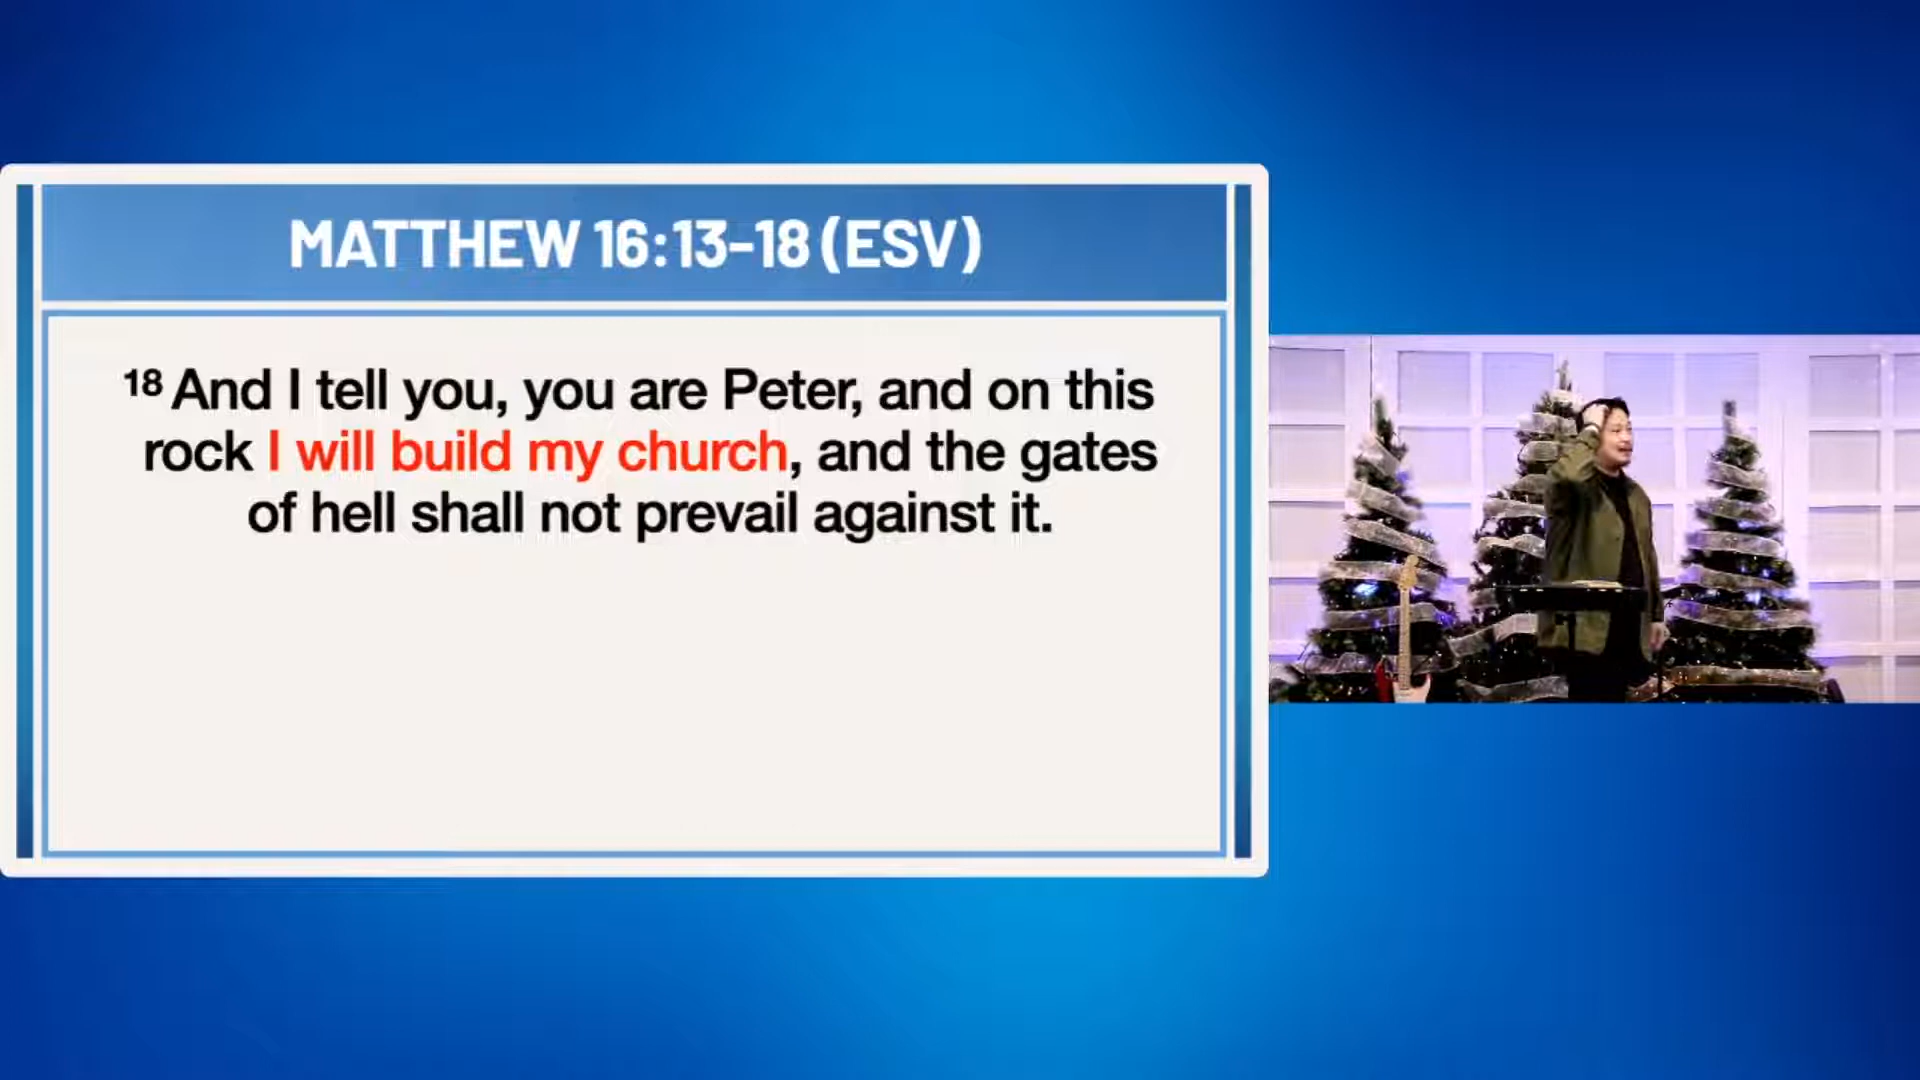 MATTHEW 16:13-18 (ESV)
18 And I tell you, you are Peter, and on this
rock I will build my church, and the gates
of hell shall not prevail against it.